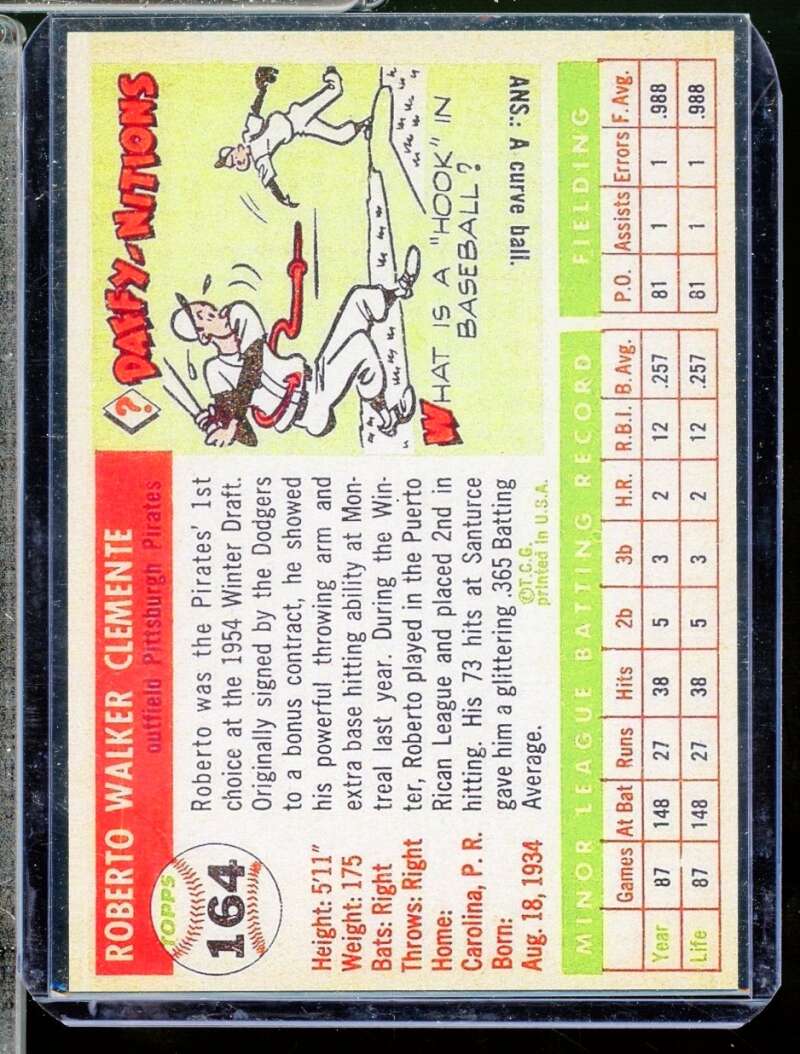 ROBERTO WALKER CLEMENTE
outfield Pittsburgh Pirates
TOPPS
164
Height: 5'11"
Weight: 175
Bats: Right
Throws: Right
Home:
Carolina, P. R.
Born:
Aug. 18, 1934
Roberto was the Pirates' 1st
choice at the 1954 Winter Draft.
Originally signed by the Dodgers
to a bonus contract, he showed
his powerful throwing arm and
extra base hitting ability at Mon-
treal last year. During the Win-
ter, Roberto played in the Puerto
Rican League and placed 2nd in
hitting. His 73 hits at Santurce
gave him a glittering .365 Batting
Average.
©T.C.G.
printed in U.S.A.
? DAFFY-NITIONS
WHAT IS A "HOOK" IN
BASEBALL?
ANS.: A curve ball.
MINOR LEAGUE BATTING RECORD FIELDING
Games At Bat Runs Hits 2b 3b H.R. R.B.I. B. Avg. P.O. Assists Errors F. Avg.
Year 87 148 27 38 5 3 2 12 .257 81 1 1 .988
Life 87 148 27 38 5 3 2 12 .257 81 1 1 .988